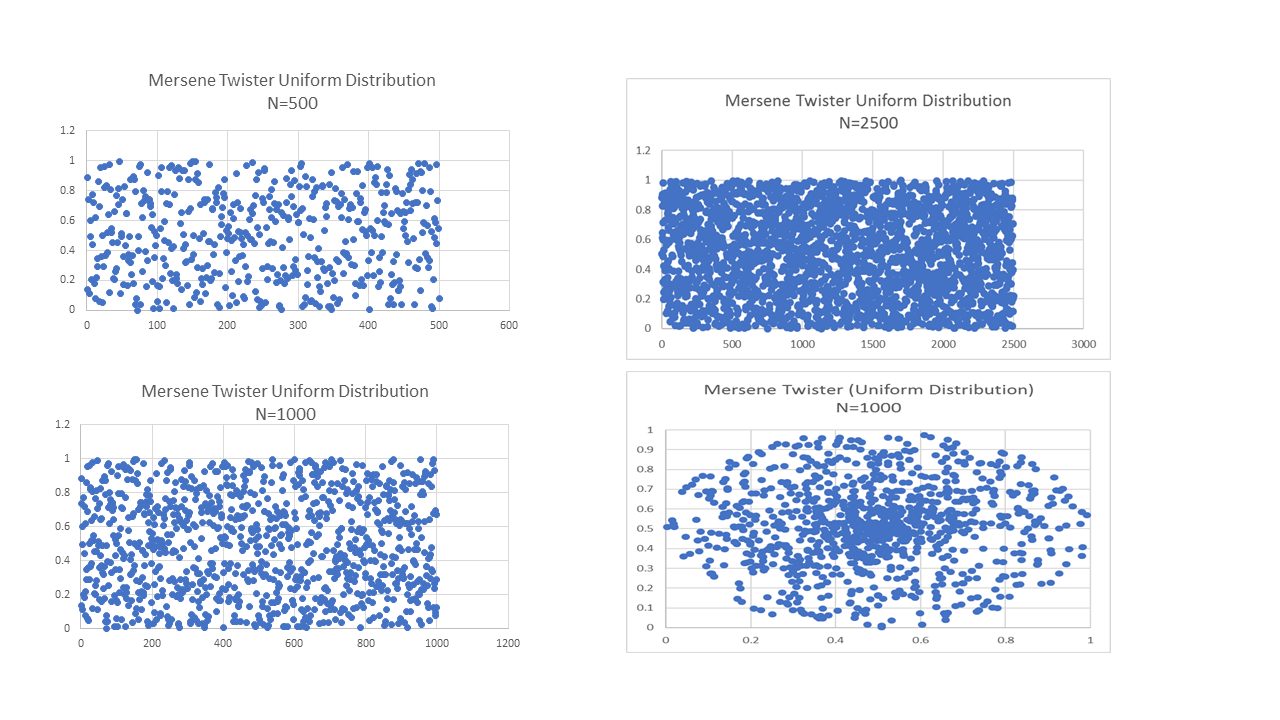 Mersene Twister Uniform Distribution
N=500
1.2
1
0.8
0.6
0.4
0.2
0
0 100 200 300 400 500 600
Mersene Twister Uniform Distribution
N=2500
1.2
1
0.8
0.6
0.4
0.2
0
0 500 1000 1500 2000 2500 3000
Mersene Twister Uniform Distribution
N=1000
1.2
1
0.8
0.6
0.4
0.2
0
0 200 400 600 800 1000 1200
Mersene Twister (Uniform Distribution)
N=1000
1
0.9
0.8
0.7
0.6
0.5
0.4
0.3
0.2
0.1
0
0 0.2 0.4 0.6 0.8 1